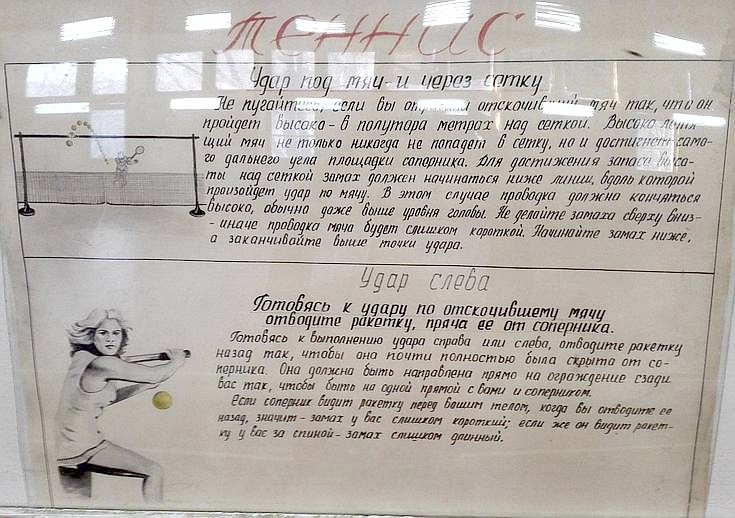 ТЕННИС
Удар под мяч и через сетку
Не пугайтесь, если вы отразили отскочивший мяч так, что он
пройдет высоко - в полутора метрах над сеткой. Высоко летя-
щий мяч не только никогда не попадет в сетку, но и достигнет само-
го дальнего угла площадки соперника. Для достижения запаса высо-
ты над сеткой замах должен начинаться ниже линии, вдоль которой
произойдет удар по мячу. В этом случае проводка должна кончаться
высоко, обычно даже выше уровня головы. Не делайте замаха сверху вниз-
- иначе проводка мяча будет слишком короткой. Начинайте замах ниже,
а заканчивайте выше точки удара.
Удар слева
Готовясь к удару по отскочившему мячу
отводите ракетку, пряча ее от соперника.
Готовясь к выполнению удара справа или слева, отводите ракетку
назад так, чтобы она почти полностью была скрыта от со-
перника. Она должна быть направлена прямо на ограждение сзади
вас так, чтобы быть на одной прямой с вами и соперником.
Если соперник видит ракетку перед вашим телом, когда вы отводите ее
назад, значит - замах у вас слишком короткий; если же он видит ракет-
ку у вас за спиной - замах слишком длинный.